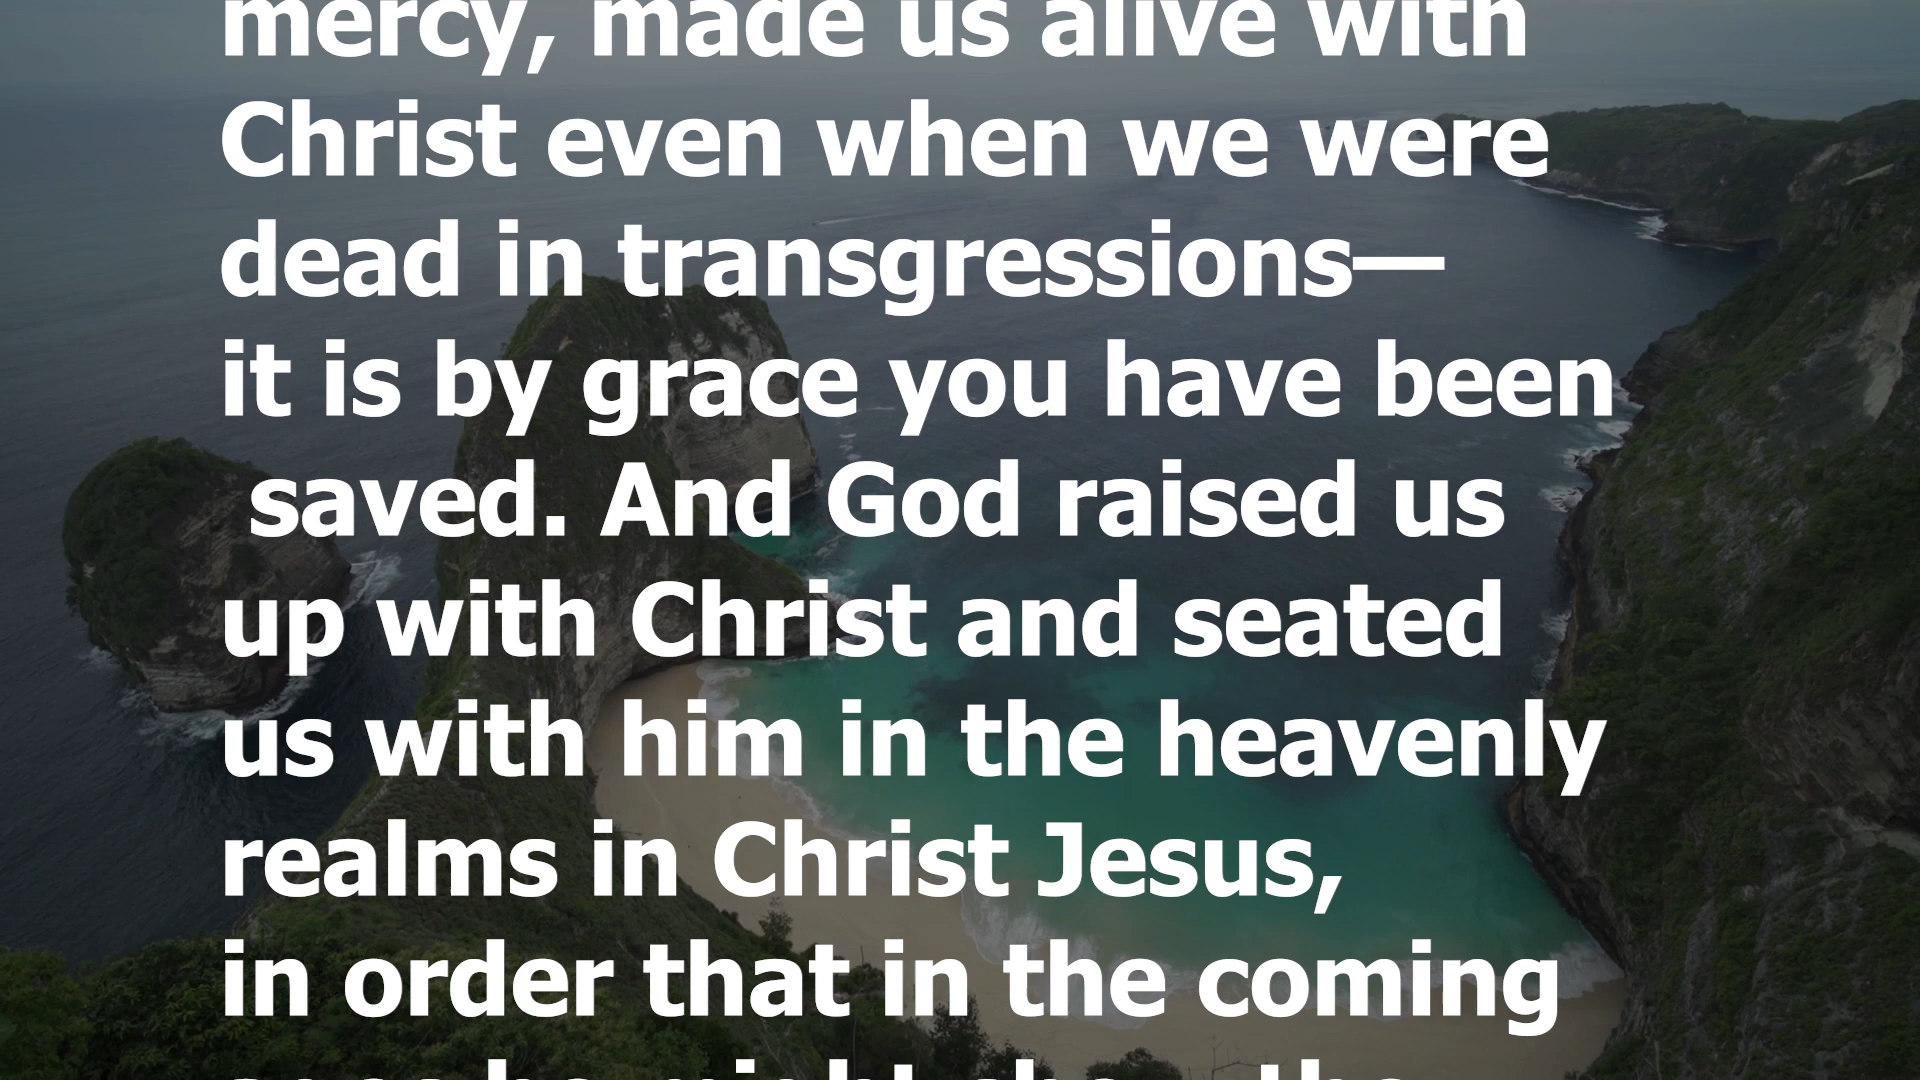 mercy, made us alive with
Christ even when we were
dead in transgressions—
it is by grace you have been
saved. And God raised us
up with Christ and seated
us with him in the heavenly
realms in Christ Jesus,
in order that in the coming